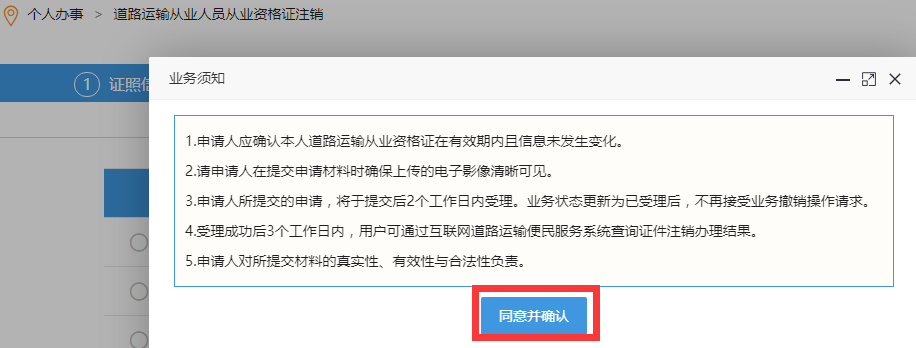 个人办事 > 道路运输从业人员从业资格证注销
1 证照信
业务须知
1.申请人应确认本人道路运输从业资格证在有效期内且信息未发生变化。
2.请申请人在提交申请材料时确保上传的电子影像清晰可见。
3.申请人所提交的申请，将于提交后2个工作日内受理。业务状态更新为已受理后，不再接受业务撤销操作请求。
4.受理成功后3个工作日内，用户可通过互联网道路运输便民服务系统查询证件注销办理结果。
5.申请人对所提交材料的真实性、有效性与合法性负责。
同意并确认